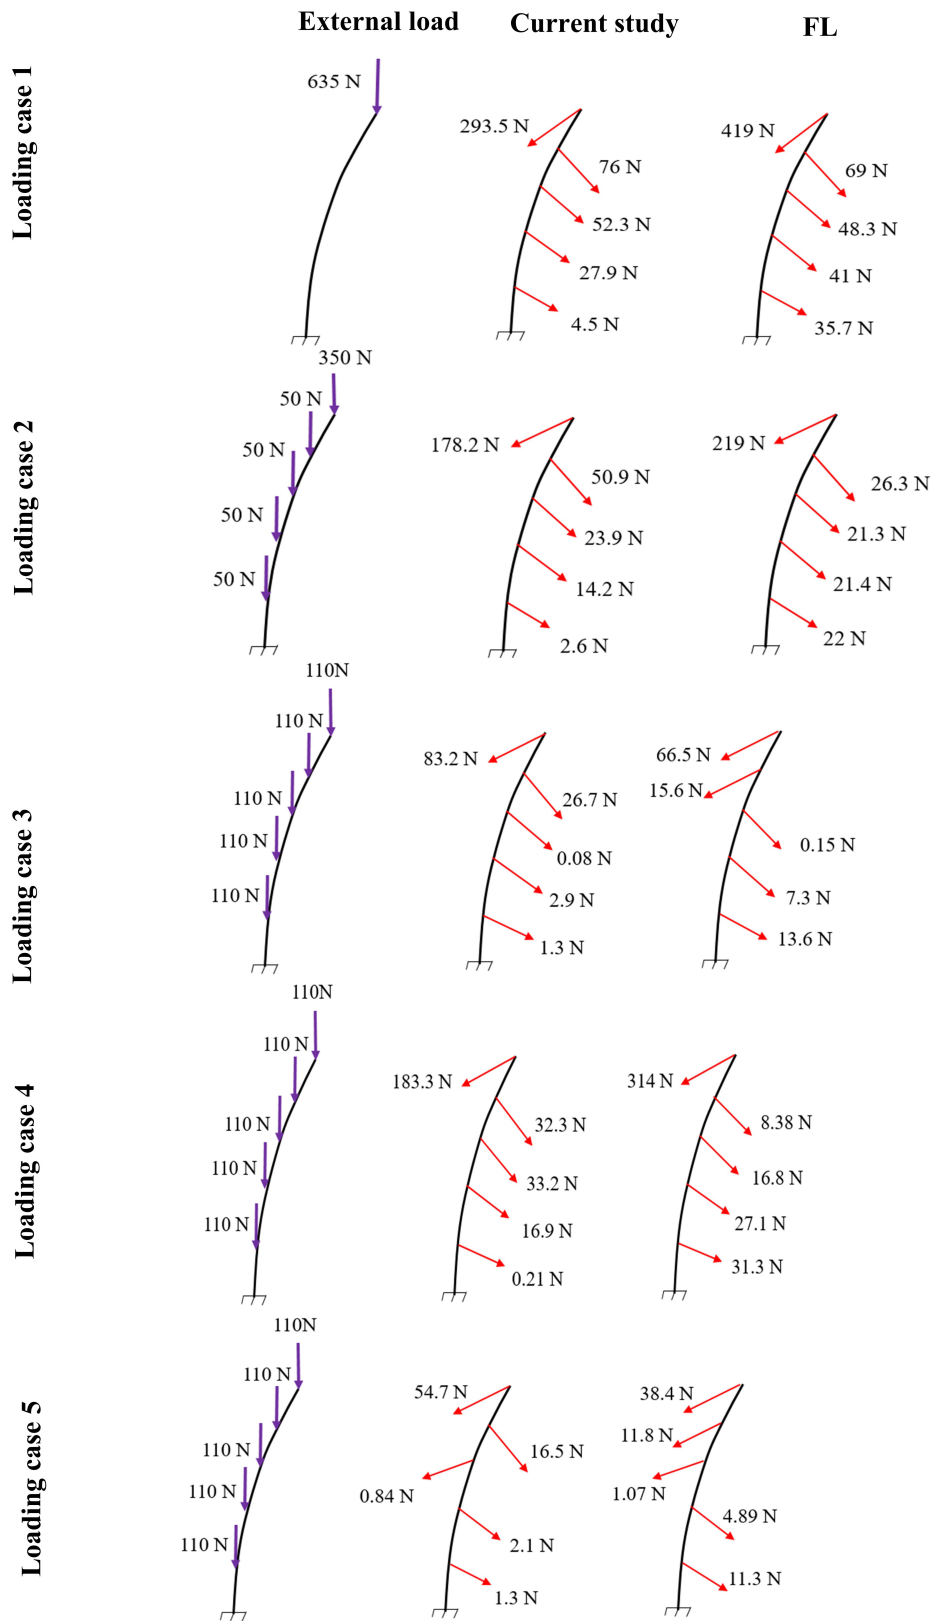 External load
Current study
FL
Loading case 1
635 N
293.5 N
76 N
52.3 N
27.9 N
4.5 N
419 N
69 N
48.3 N
41 N
35.7 N
Loading case 2
350 N
50 N
50 N
50 N
50 N
178.2 N
50.9 N
23.9 N
14.2 N
2.6 N
219 N
26.3 N
21.3 N
21.4 N
22 N
Loading case 3
110N
110 N
110 N
110 N
110 N
83.2 N
26.7 N
0.08 N
2.9 N
1.3 N
66.5 N
15.6 N
0.15 N
7.3 N
13.6 N
Loading case 4
110N
110 N
110 N
110 N
110 N
183.3 N
32.3 N
33.2 N
16.9 N
0.21 N
314 N
8.38 N
16.8 N
27.1 N
31.3 N
Loading case 5
110N
110 N
110 N
110 N
110 N
54.7 N
16.5 N
0.84 N
2.1 N
1.3 N
38.4 N
11.8 N
1.07 N
4.89 N
11.3 N